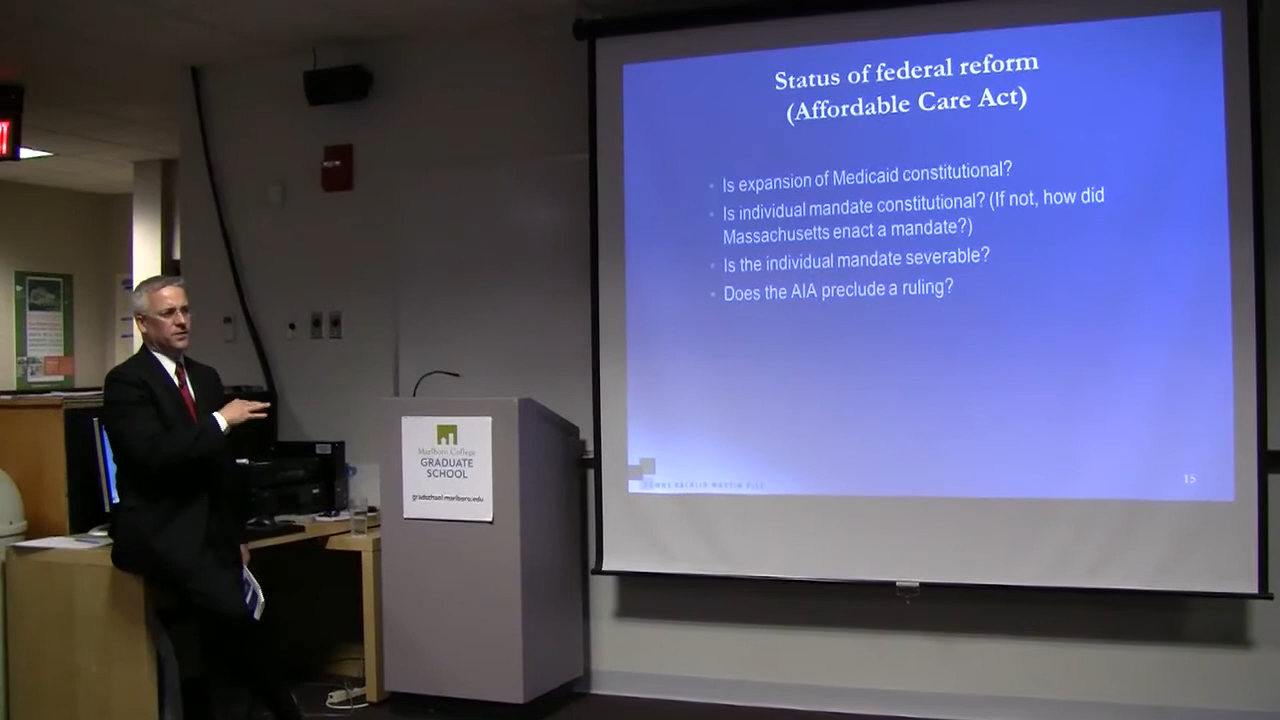 Status of federal reform
(Affordable Care Act)
Is expansion of Medicaid constitutional?
Is individual mandate constitutional? (If not, how did
Massachusetts enact a mandate?)
Is the individual mandate severable?
Does the AIA preclude a ruling?
15
Marlboro College
GRADUATE
SCHOOL
gradschool.marlboro.edu